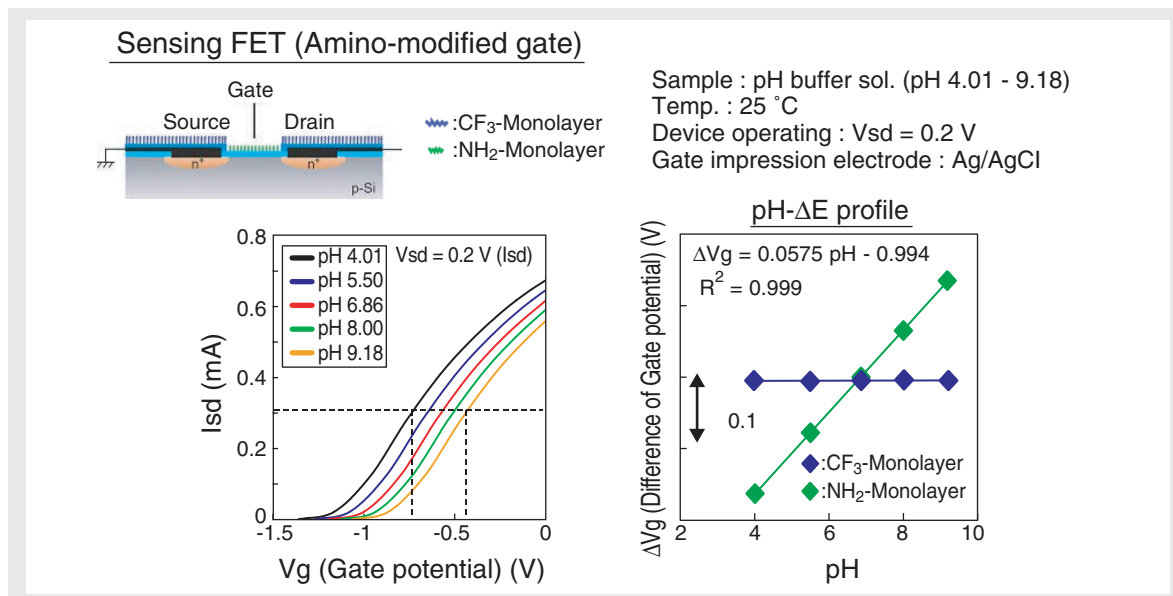 Sensing FET (Amino-modified gate)
Gate
Source
Drain
:CF₃-Monolayer
:NH₂-Monolayer
n⁺
n⁺
p-Si
Sample : pH buffer sol. (pH 4.01 - 9.18)
Temp. : 25 ˚C
Device operating : Vsd = 0.2 V
Gate impression electrode : Ag/AgCl
0.8
0.6
0.4
0.2
0
Isd (mA)
pH 4.01
pH 5.50
pH 6.86
pH 8.00
pH 9.18
Vsd = 0.2 V (Isd)
-1.5
-1
-0.5
0
Vg (Gate potential) (V)
pH-ΔE profile
ΔVg (Difference of Gate potential) (V)
ΔVg = 0.0575 pH - 0.994
R² = 0.999
0.1
:CF₃-Monolayer
:NH₂-Monolayer
2
4
6
8
10
pH